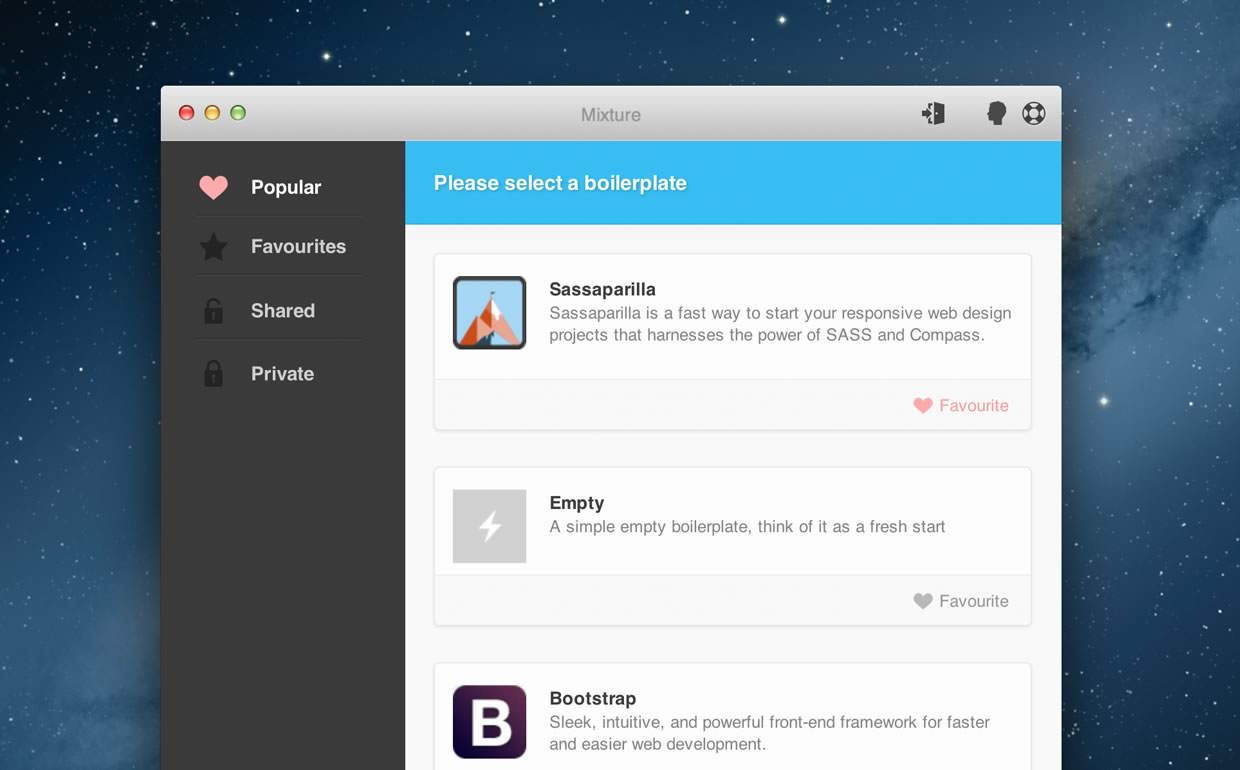 Mixture
Popular
Favourites
Shared
Private
Please select a boilerplate
Sassaparilla
Sassaparilla is a fast way to start your responsive web design
projects that harnesses the power of SASS and Compass.
Favourite
Empty
A simple empty boilerplate, think of it as a fresh start
Favourite
B
Bootstrap
Sleek, intuitive, and powerful front-end framework for faster
and easier web development.